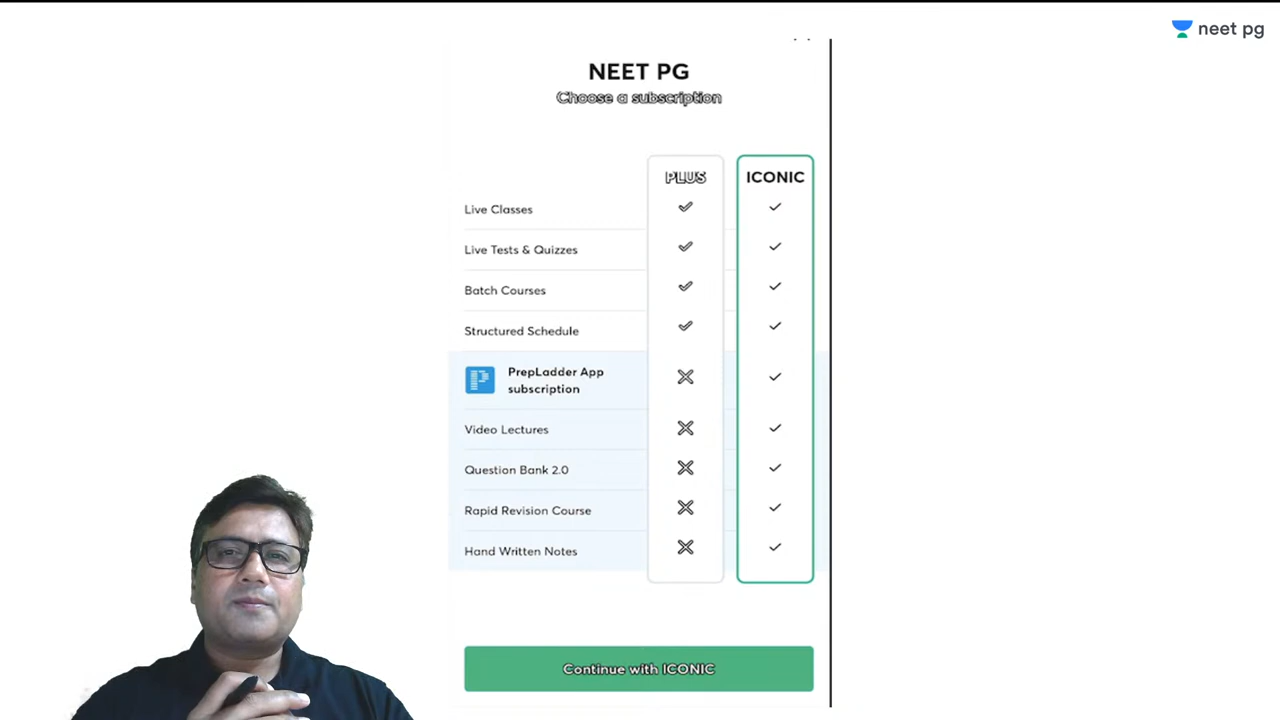 neet pg
NEET PG
Choose a subscription
PLUS ICONIC
Live Classes
Live Tests & Quizzes
Batch Courses
Structured Schedule
PrepLadder App
subscription
Video Lectures
Question Bank 2.0
Rapid Revision Course
Hand Written Notes
Continue with ICONIC